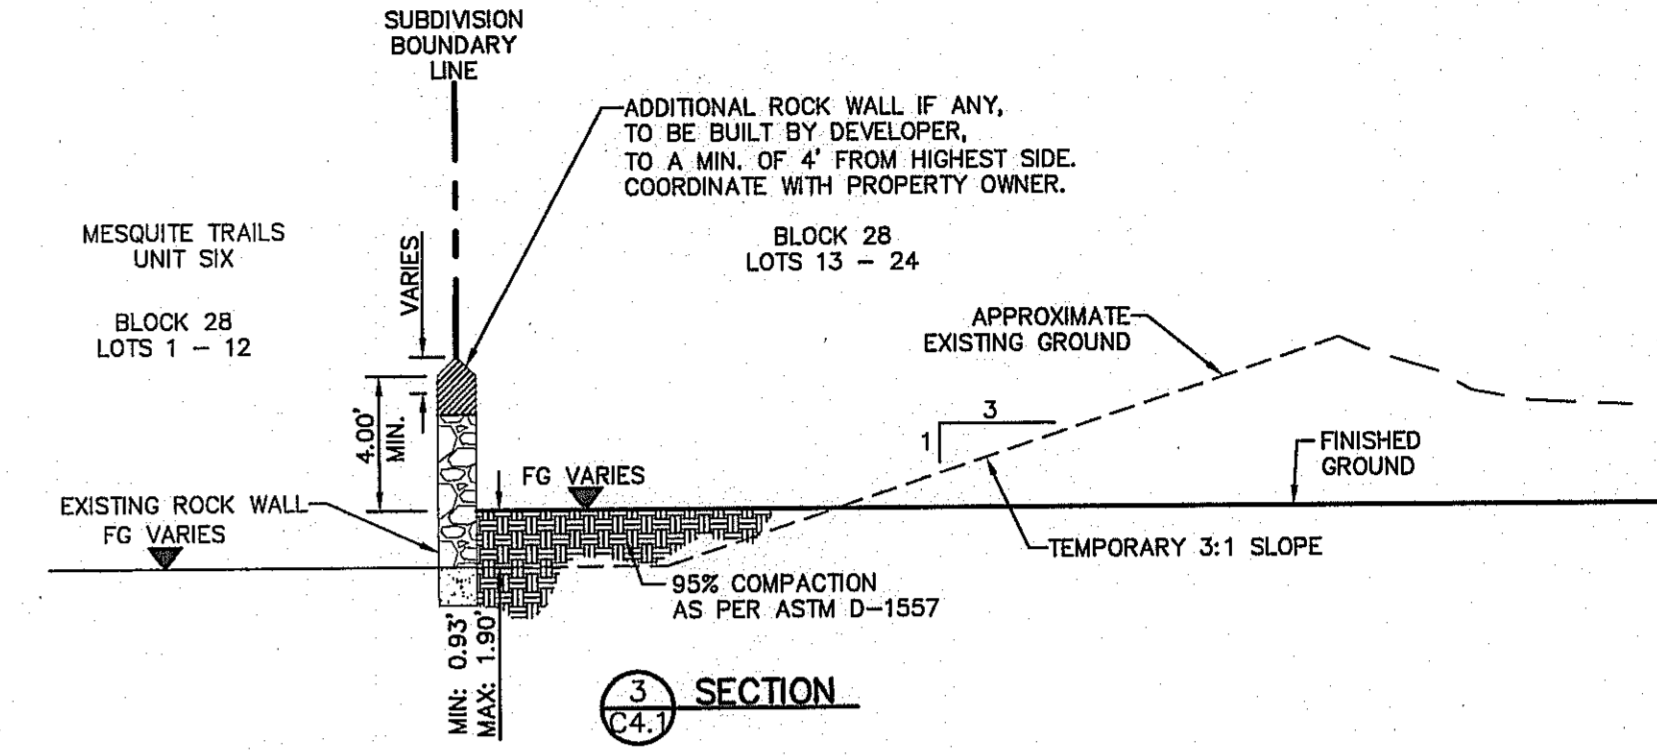 SUBDIVISION
BOUNDARY
LINE
ADDITIONAL ROCK WALL IF ANY,
TO BE BUILT BY DEVELOPER,
TO A MIN. OF 4' FROM HIGHEST SIDE.
COORDINATE WITH PROPERTY OWNER.
MESQUITE TRAILS
UNIT SIX
BLOCK 28
LOTS 1 - 12
VARIES
BLOCK 28
LOTS 13 - 24
APPROXIMATE
EXISTING GROUND
4.00'
MIN.
3
1
FINISHED
GROUND
FG VARIES
EXISTING ROCK WALL
FG VARIES
TEMPORARY 3:1 SLOPE
95% COMPACTION
AS PER ASTM D-1557
MIN: 0.93'
MAX: 1.90'
3
C4.1
SECTION